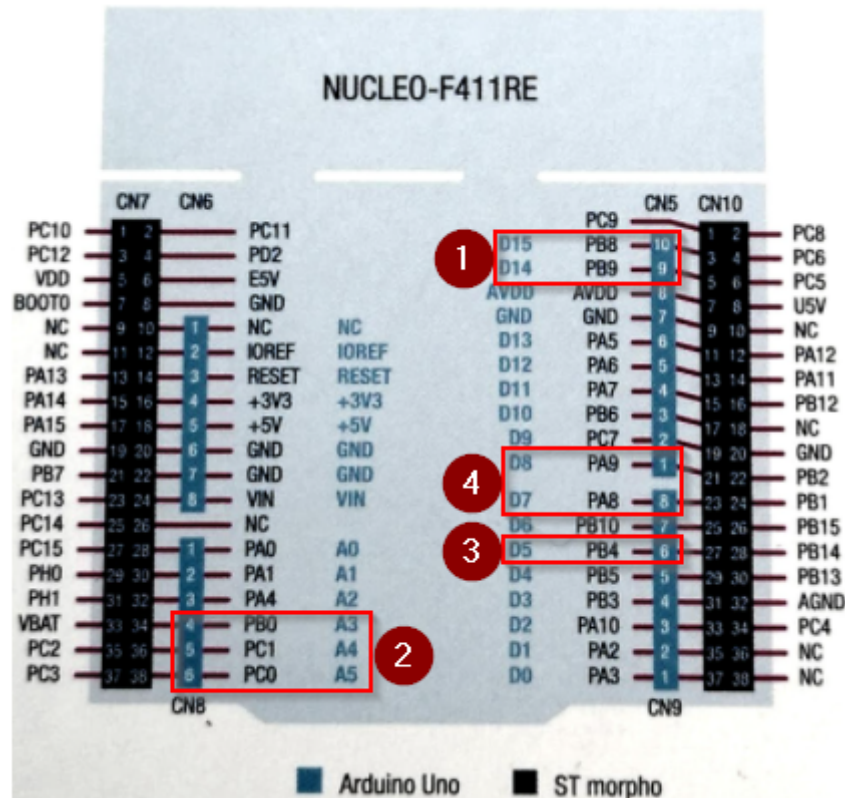 NUCLEO-F411RE
CN7 CN6 CN5 CN10
PC9
PC10 1 2 PC11 D15 PB8 10 1 2 PC8
PC12 3 4 PD2 1 D14 PB9 9 3 4 PC6
VDD 5 6 E5V AVDD AVDD 8 5 6 PC5
BOOT0 7 8 GND GND GND 7 7 8 U5V
NC 9 10 1 NC NC D13 PA5 6 9 10 NC
NC 11 12 2 IOREF IOREF D12 PA6 5 11 12 PA12
PA13 13 14 3 RESET RESET D11 PA7 4 13 14 PA11
PA14 15 16 4 +3V3 +3V3 D10 PB6 3 15 16 PB12
PA15 17 18 5 +5V +5V D9 PC7 2 17 18 NC
GND 19 20 6 GND GND D8 PA9 1 19 20 GND
PB7 21 22 7 GND GND 4 21 22 PB2
PC13 23 24 8 VIN VIN D7 PA8 8 23 24 PB1
PC14 25 26 NC D6 PB10 7 25 26 PB15
PC15 27 28 1 PA0 A0 3 D5 PB4 6 27 28 PB14
PH0 29 30 2 PA1 A1 D4 PB5 5 29 30 PB13
PH1 31 32 3 PA4 A2 D3 PB3 4 31 32 AGND
VBAT 33 34 4 PB0 A3 D2 PA10 3 33 34 PC4
PC2 35 36 5 PC1 A4 2 D1 PA2 2 35 36 NC
PC3 37 38 6 PC0 A5 D0 PA3 1 37 38 NC
CN8 CN9
Arduino Uno ST morpho